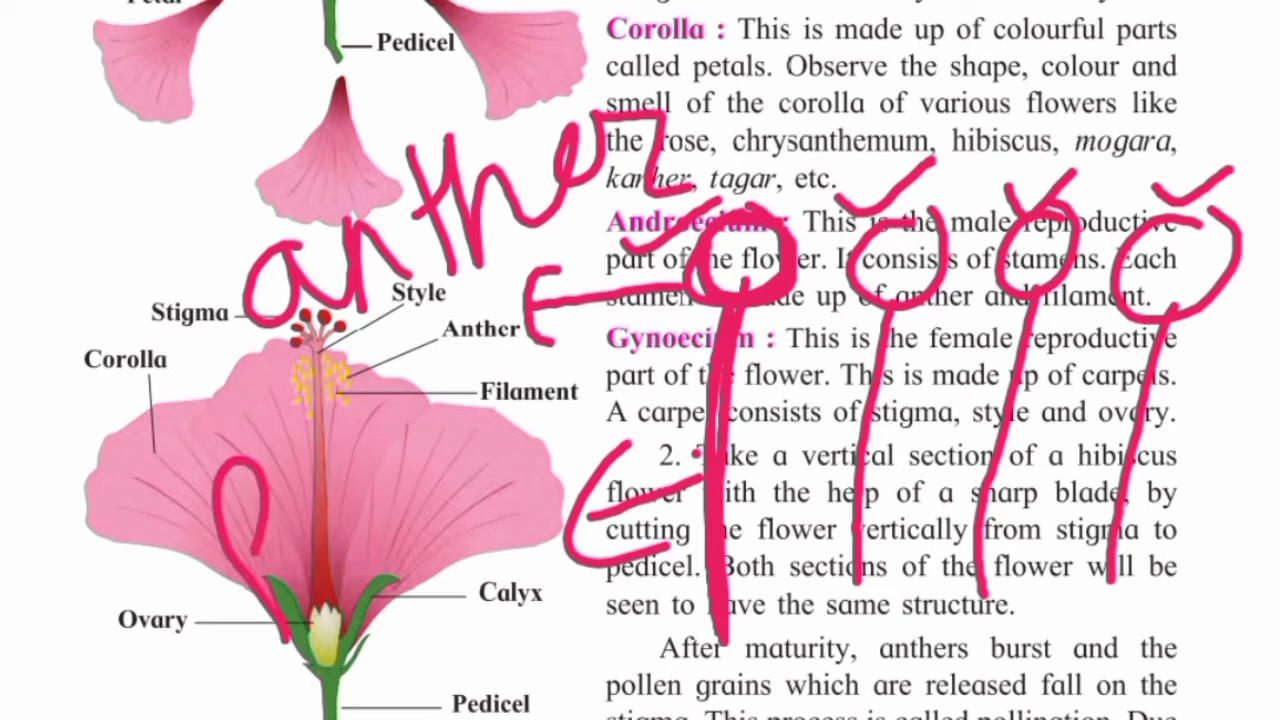 Petal
Pedicel
Stigma
Style
Anther
Corolla
Filament
Calyx
Ovary
Pedicel
anther
Corolla : This is made up of colourful parts
called petals. Observe the shape, colour and
smell of the corolla of various flowers like
the rose, chrysanthemum, hibiscus, mogara,
kanher, tagar, etc.
Androecium : This is the male reproductive
part of the flower. It consists of stamens. Each
stamen made up of anther and filament.
Gynoecium : This is the female reproductive
part of the flower. This is made up of carpels.
A carpel consists of stigma, style and ovary.
2. Take a vertical section of a hibiscus
flower with the help of a sharp blade, by
cutting the flower vertically from stigma to
pedicel. Both sections of the flower will be
seen to have the same structure.
After maturity, anthers burst and the
pollen grains which are released fall on the
stigma. This process is called pollination. Due